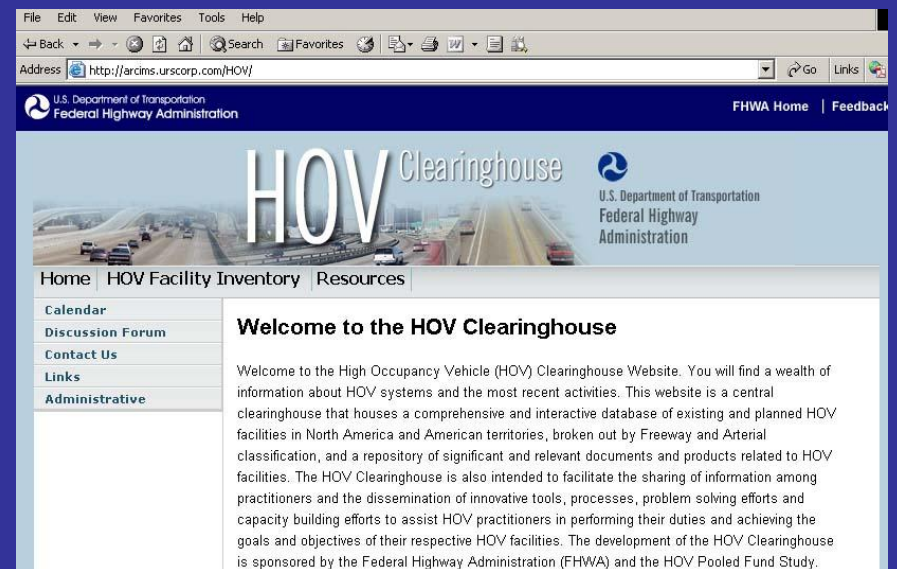 File Edit View Favorites Tools Help
Back Search Favorites
Address http://arcims.urscorp.com/HOV/ Go Links
U.S. Department of Transportation
Federal Highway Administration
FHWA Home | Feedback
HOV Clearinghouse
U.S. Department of Transportation
Federal Highway
Administration
Home HOV Facility Inventory Resources
Calendar
Discussion Forum
Contact Us
Links
Administrative
Welcome to the HOV Clearinghouse
Welcome to the High Occupancy Vehicle (HOV) Clearinghouse Website. You will find a wealth of
information about HOV systems and the most recent activities. This website is a central
clearinghouse that houses a comprehensive and interactive database of existing and planned HOV
facilities in North America and American territories, broken out by Freeway and Arterial
classification, and a repository of significant and relevant documents and products related to HOV
facilities. The HOV Clearinghouse is also intended to facilitate the sharing of information among
practitioners and the dissemination of innovative tools, processes, problem solving efforts and
capacity building efforts to assist HOV practitioners in performing their duties and achieving the
goals and objectives of their respective HOV facilities. The development of the HOV Clearinghouse
is sponsored by the Federal Highway Administration (FHWA) and the HOV Pooled Fund Study.